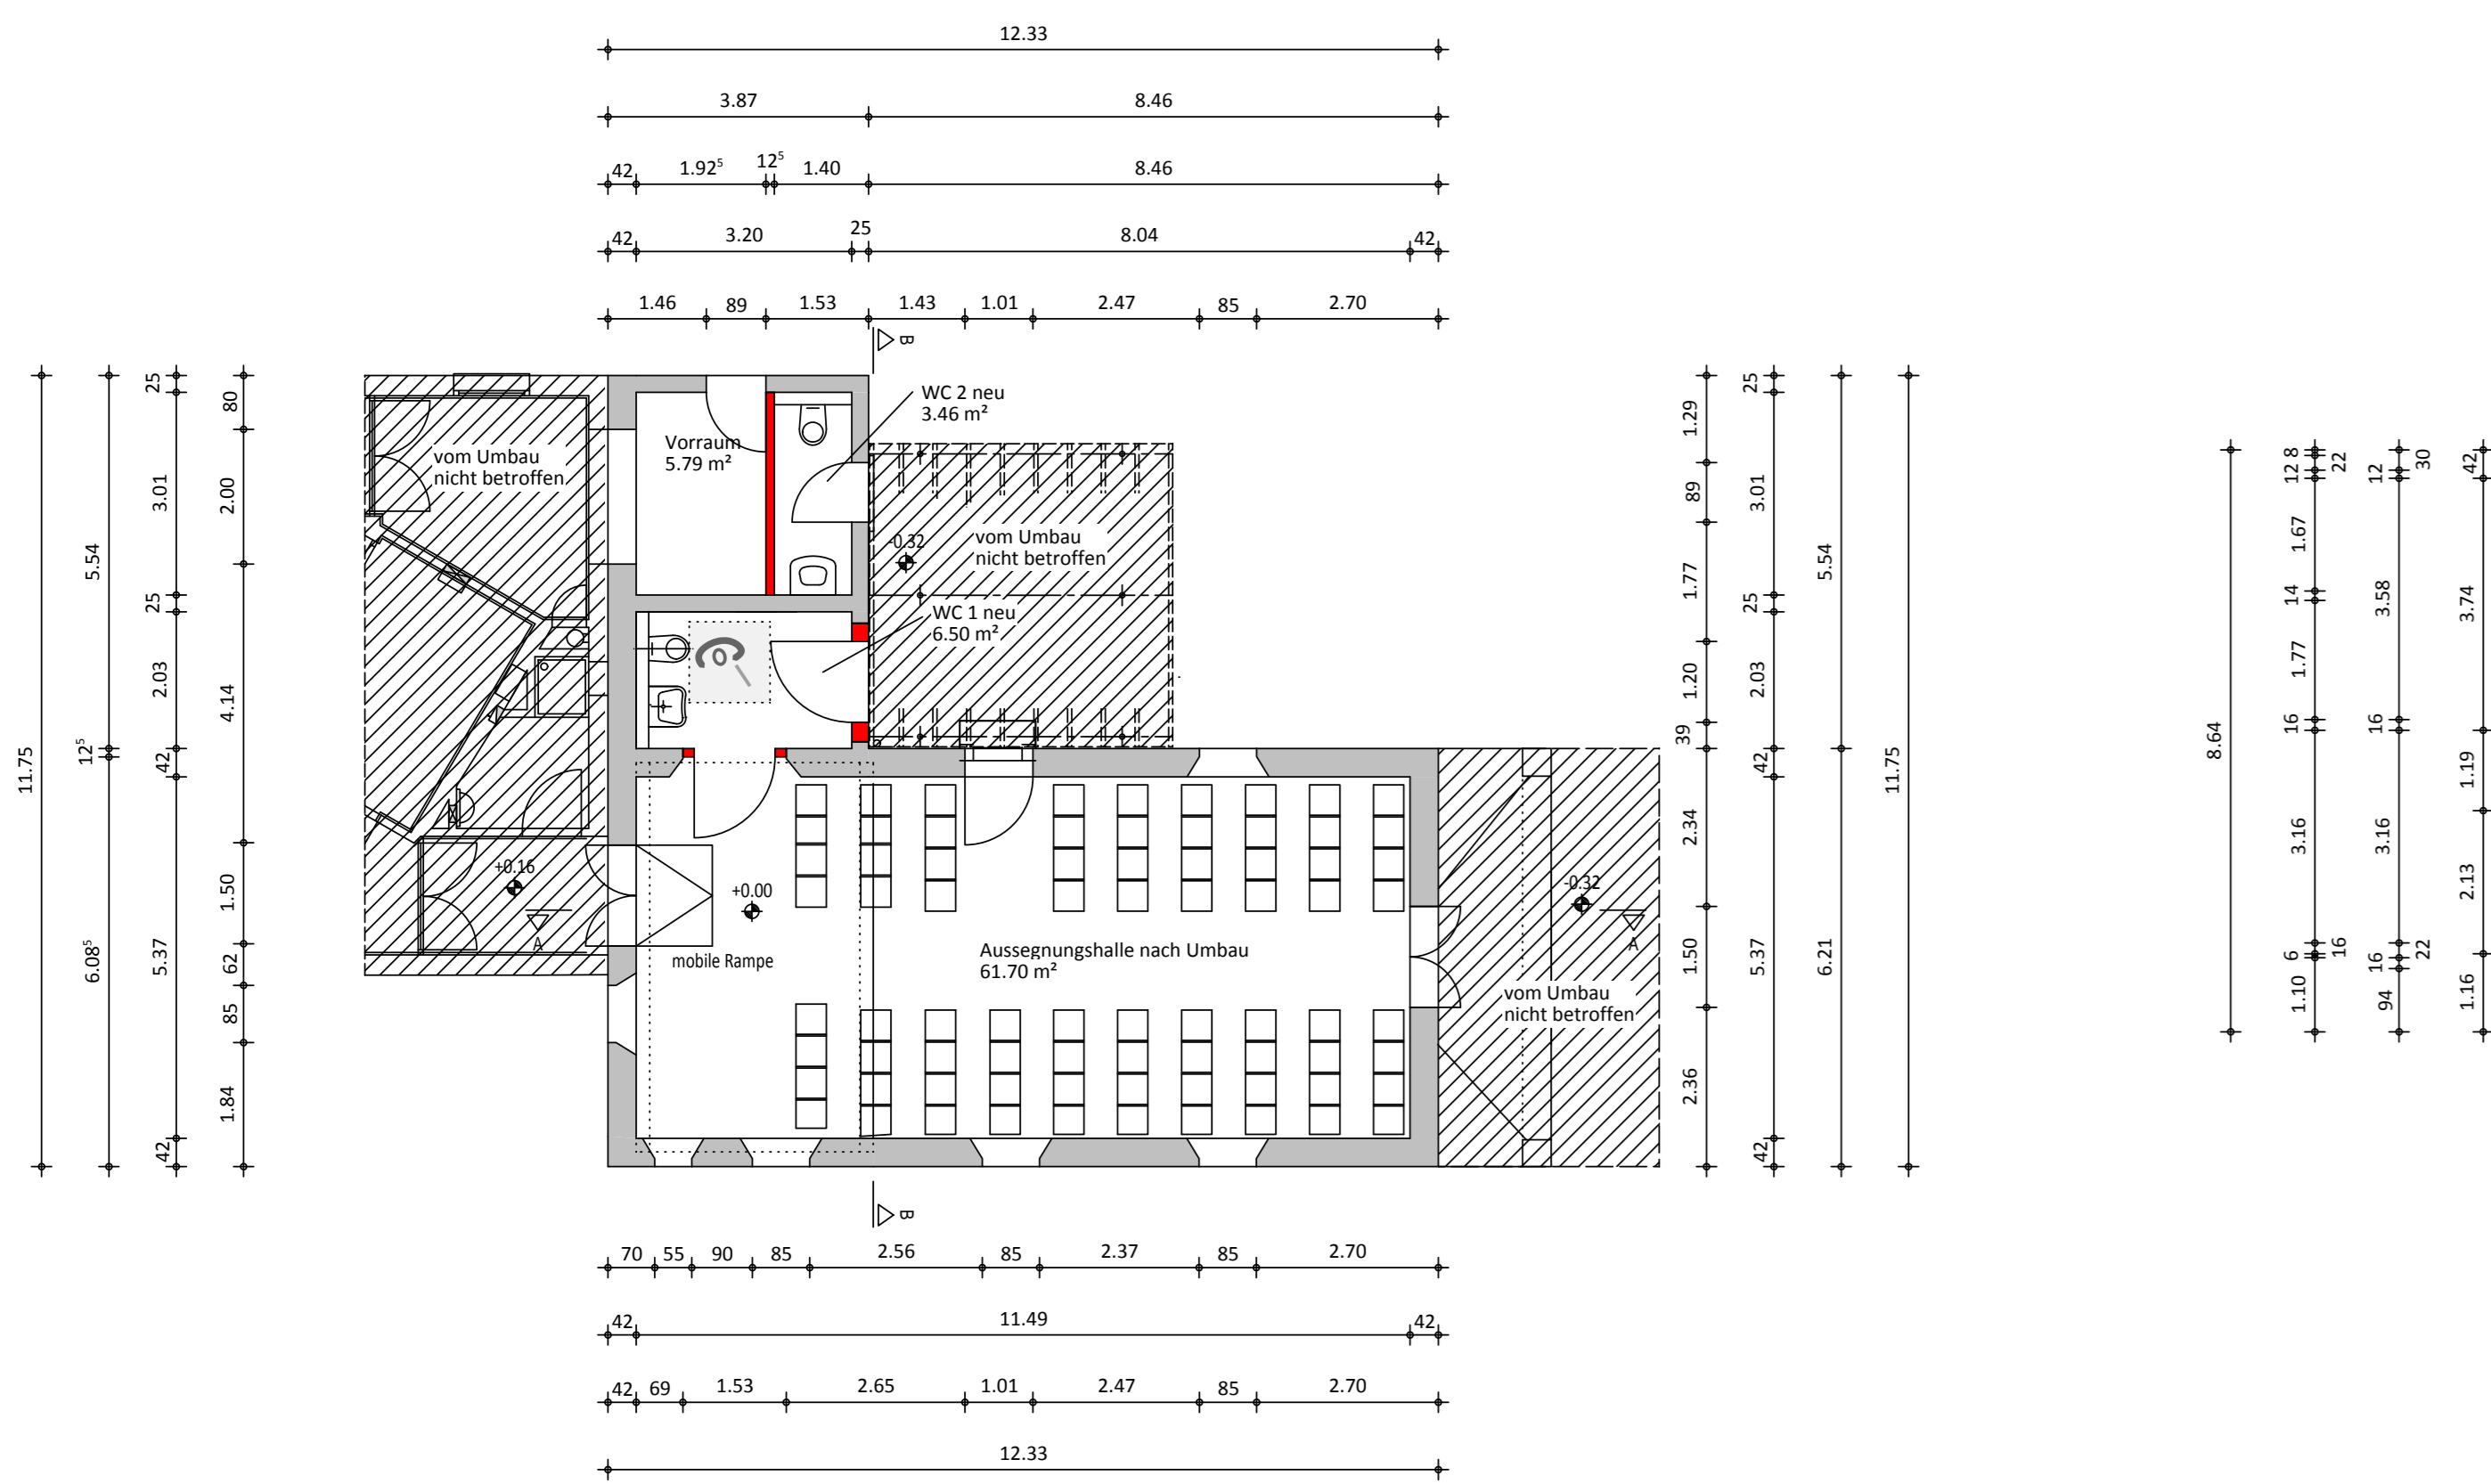 12.33
3.87 8.46
42 1.92⁵ 12⁵ 1.40 8.46
42 3.20 25 8.04 42
1.46 89 1.53 1.43 1.01 2.47 85 2.70
B
11.75
5.54 12⁵ 6.08⁵
25 3.01 25 2.03 42 5.37 42
80 2.00 4.14 1.50 62 85 1.84
vom Umbau
nicht betroffen
Vorraum
5.79 m²
WC 2 neu
3.46 m²
-0.32
vom Umbau
nicht betroffen
WC 1 neu
6.50 m²
+0.16
A
+0.00
mobile Rampe
Aussegnungshalle nach Umbau
61.70 m²
-0.32
A
vom Umbau
nicht betroffen
1.29 89 1.77 1.20 39 2.34 1.50 2.36
25 3.01 25 2.03 42 5.37 42
5.54 6.21
11.75
8.64
8 22 12 1.67 14 1.77 16 3.16 16 6 1.10
30 12 3.58 16 3.16 22 16 94
42 3.74 1.19 2.13 1.16
B
70 55 90 85 2.56 85 2.37 85 2.70
42 11.49 42
42 69 1.53 2.65 1.01 2.47 85 2.70
12.33